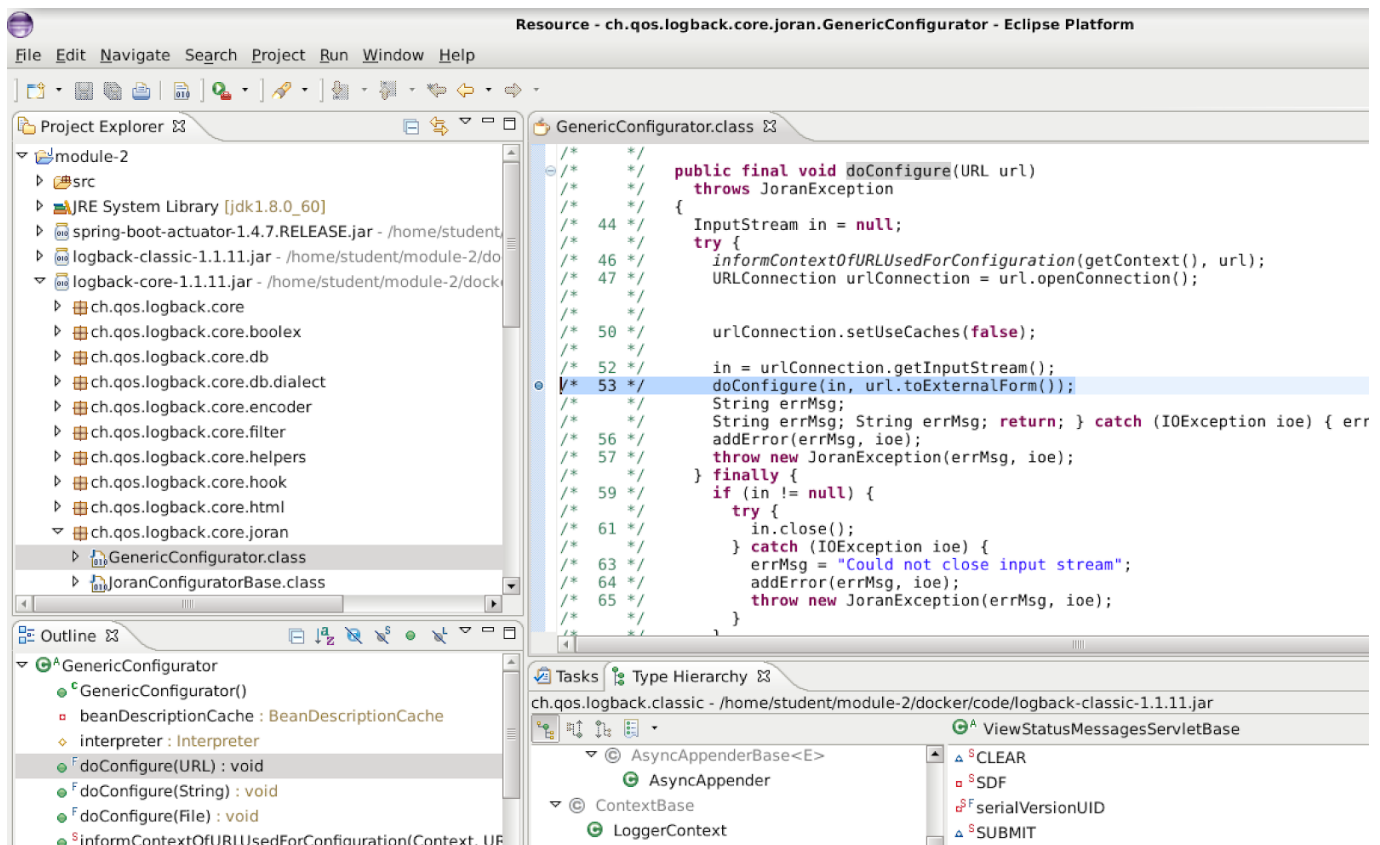 Resource - ch.qos.logback.core.joran.GenericConfigurator - Eclipse Platform
File Edit Navigate Search Project Run Window Help
Project Explorer
module-2
src
JRE System Library [jdk1.8.0_60]
spring-boot-actuator-1.4.7.RELEASE.jar - /home/student/
logback-classic-1.1.11.jar - /home/student/module-2/do
logback-core-1.1.11.jar - /home/student/module-2/docke
ch.qos.logback.core
ch.qos.logback.core.boolex
ch.qos.logback.core.db
ch.qos.logback.core.db.dialect
ch.qos.logback.core.encoder
ch.qos.logback.core.filter
ch.qos.logback.core.helpers
ch.qos.logback.core.hook
ch.qos.logback.core.html
ch.qos.logback.core.joran
GenericConfigurator.class
JoranConfiguratorBase.class
Outline
GenericConfigurator
GenericConfigurator()
beanDescriptionCache : BeanDescriptionCache
interpreter : Interpreter
doConfigure(URL) : void
doConfigure(String) : void
doConfigure(File) : void
informContextOfURLUsedForConfiguration(Context, UR
GenericConfigurator.class
/* */
/* */ public final void doConfigure(URL url)
/* */ throws JoranException
/* */ {
/* 44 */ InputStream in = null;
/* */ try {
/* 46 */ informContextOfURLUsedForConfiguration(getContext(), url);
/* 47 */ URLConnection urlConnection = url.openConnection();
/* */
/* */
/* 50 */ urlConnection.setUseCaches(false);
/* */
/* 52 */ in = urlConnection.getInputStream();
/* 53 */ doConfigure(in, url.toExternalForm());
/* */ String errMsg;
/* */ String errMsg; String errMsg; return; } catch (IOException ioe) { err
/* 56 */ addError(errMsg, ioe);
/* 57 */ throw new JoranException(errMsg, ioe);
/* */ } finally {
/* 59 */ if (in != null) {
/* */ try {
/* 61 */ in.close();
/* */ } catch (IOException ioe) {
/* 63 */ errMsg = "Could not close input stream";
/* 64 */ addError(errMsg, ioe);
/* 65 */ throw new JoranException(errMsg, ioe);
/* */ }
/* */ }
Tasks Type Hierarchy
ch.qos.logback.classic - /home/student/module-2/docker/code/logback-classic-1.1.11.jar
AsyncAppenderBase<E>
AsyncAppender
ContextBase
LoggerContext
ViewStatusMessagesServletBase
CLEAR
SDF
serialVersionUID
SUBMIT